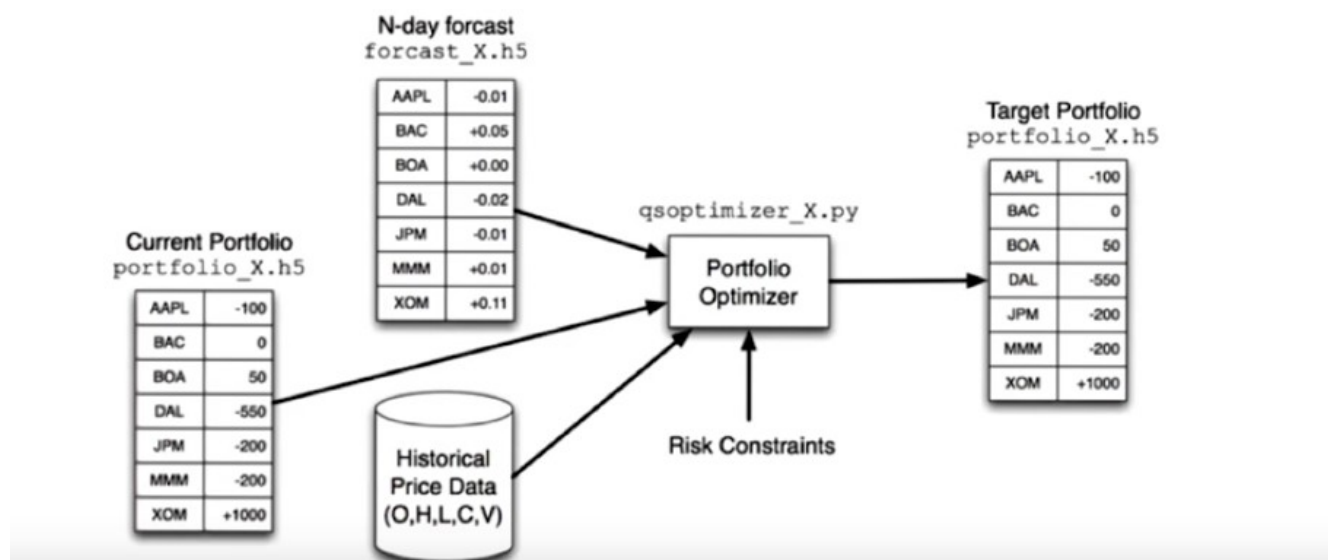 N-day forcast
forcast_X.h5
AAPL -0.01
BAC +0.05
BOA +0.00
DAL -0.02
JPM -0.01
MMM +0.01
XOM +0.11
Current Portfolio
portfolio_X.h5
AAPL -100
BAC 0
BOA 50
DAL -550
JPM -200
MMM -200
XOM +1000
Historical
Price Data
(O,H,L,C,V)
qsoptimizer_X.py
Portfolio
Optimizer
Risk Constraints
Target Portfolio
portfolio_X.h5
AAPL -100
BAC 0
BOA 50
DAL -550
JPM -200
MMM -200
XOM +1000